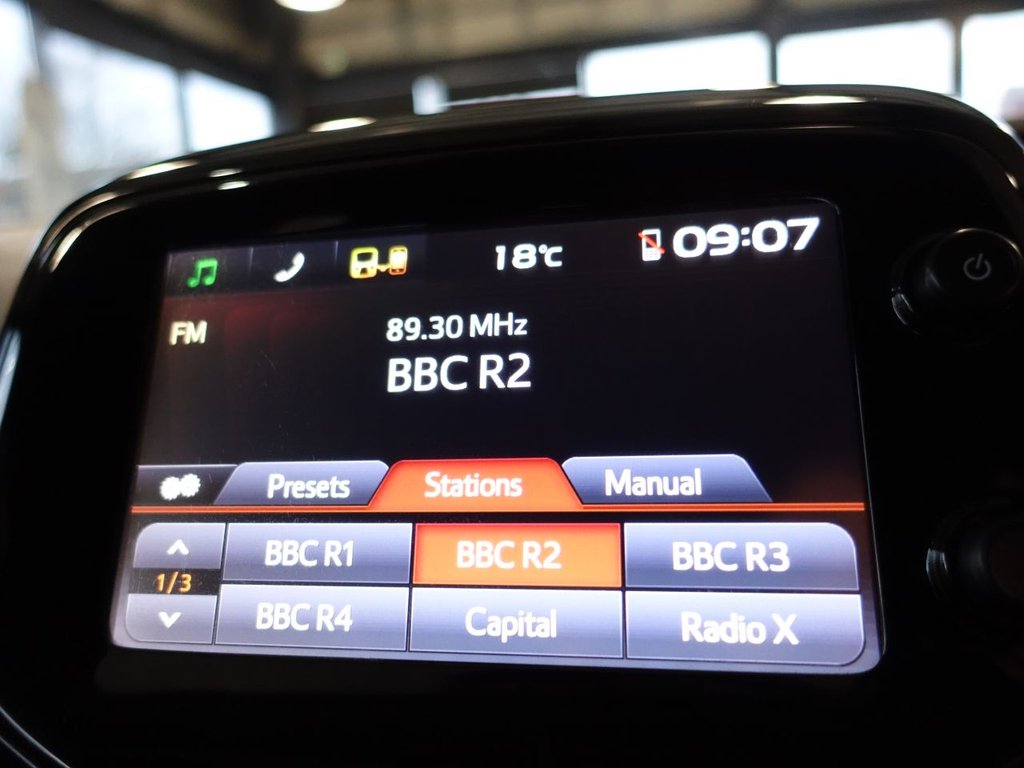 18°C 09:07
FM 89.30 MHz
BBC R2
Presets Stations Manual
BBC R1 BBC R2 BBC R3
1/3
BBC R4 Capital Radio X